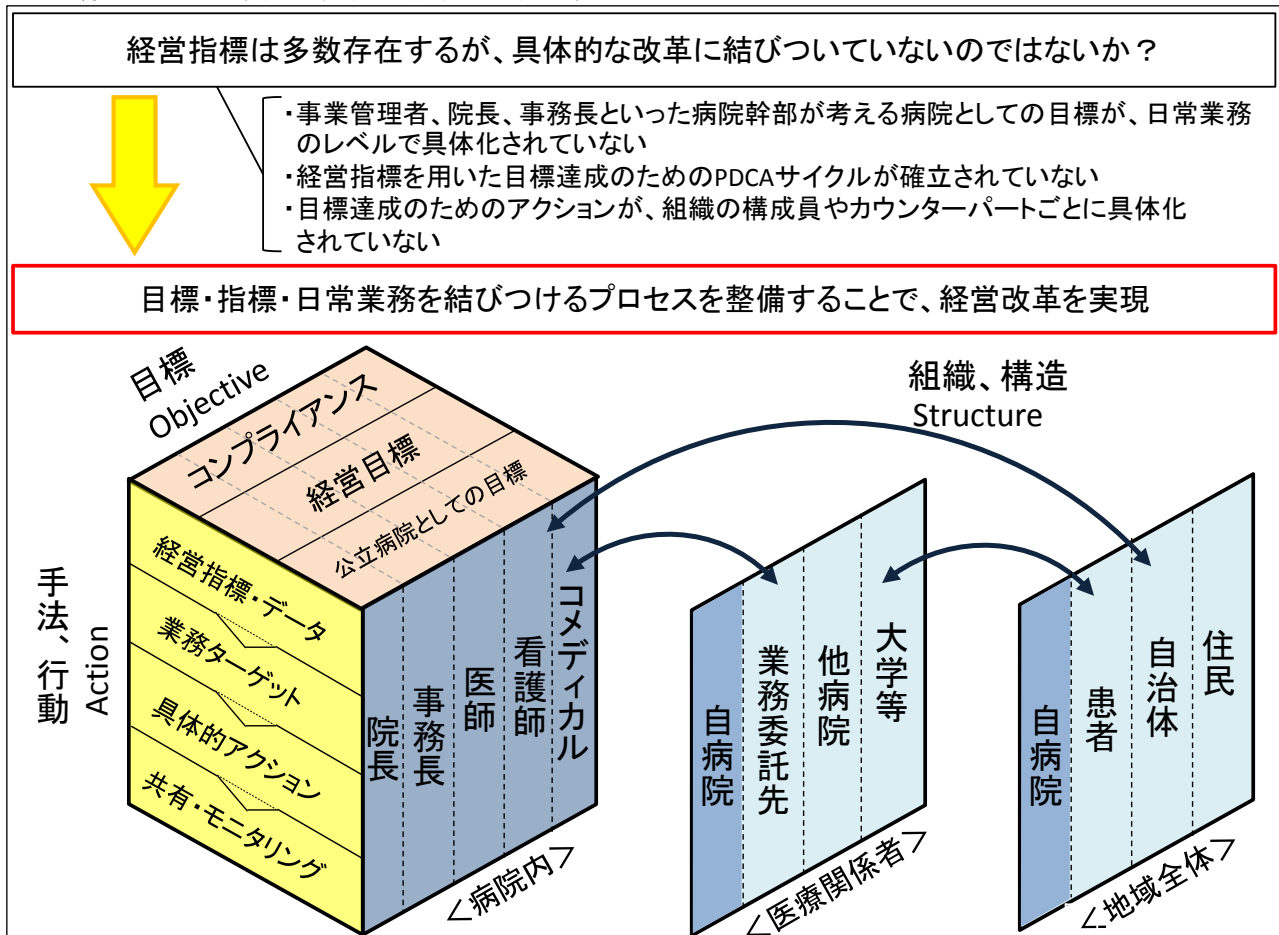 経営指標は多数存在するが、具体的な改革に結びついていないのではないか？
・事業管理者、院長、事務長といった病院幹部が考える病院としての目標が、日常業務
のレベルで具体化されていない
・経営指標を用いた目標達成のためのPDCAサイクルが確立されていない
・目標達成のためのアクションが、組織の構成員やカウンターパートごとに具体化
されていない
目標・指標・日常業務を結びつけるプロセスを整備することで、経営改革を実現
目標
Objective
組織、構造
Structure
コンプライアンス
経営目標
公立病院としての目標
手法、行動
Action
経営指標・データ
業務ターゲット
具体的アクション
共有・モニタリング
院長
事務長
医師
看護師
コメディカル
＜病院内＞
自病院
業務委託先
他病院
大学等
＜医療関係者＞
自病院
患者
自治体
住民
＜地域全体＞